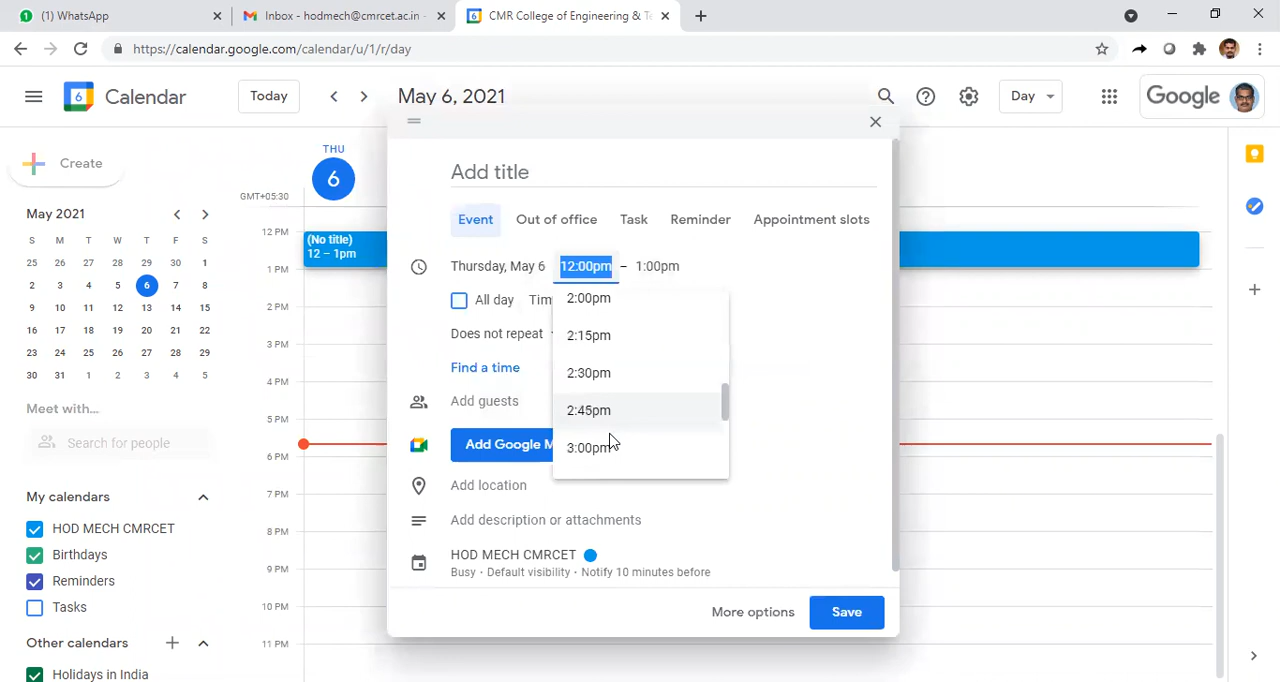 WhatsApp
Inbox - hodmech@cmrcet.ac.in -
CMR College of Engineering & Te
https://calendar.google.com/calendar/u/1/r/day
Calendar
Today
May 6, 2021
Day
Google
Create
THU
6
GMT+05:30
May 2021
S M T W T F S
25 26 27 28 29 30 1
2 3 4 5 6 7 8
9 10 11 12 13 14 15
16 17 18 19 20 21 22
23 24 25 26 27 28 29
30 31 1 2 3 4 5
Meet with...
Search for people
My calendars
HOD MECH CMRCET
Birthdays
Reminders
Tasks
Other calendars
Holidays in India
12 PM
1 PM
2 PM
3 PM
4 PM
5 PM
6 PM
7 PM
8 PM
9 PM
10 PM
11 PM
(No title)
12 – 1pm
Add title
Event Out of office Task Reminder Appointment slots
Thursday, May 6 12:00pm – 1:00pm
All day Tim
Does not repeat
Find a time
Add guests
Add Google M
Add location
Add description or attachments
HOD MECH CMRCET
Busy • Default visibility • Notify 10 minutes before
2:00pm
2:15pm
2:30pm
2:45pm
3:00pm
More options
Save